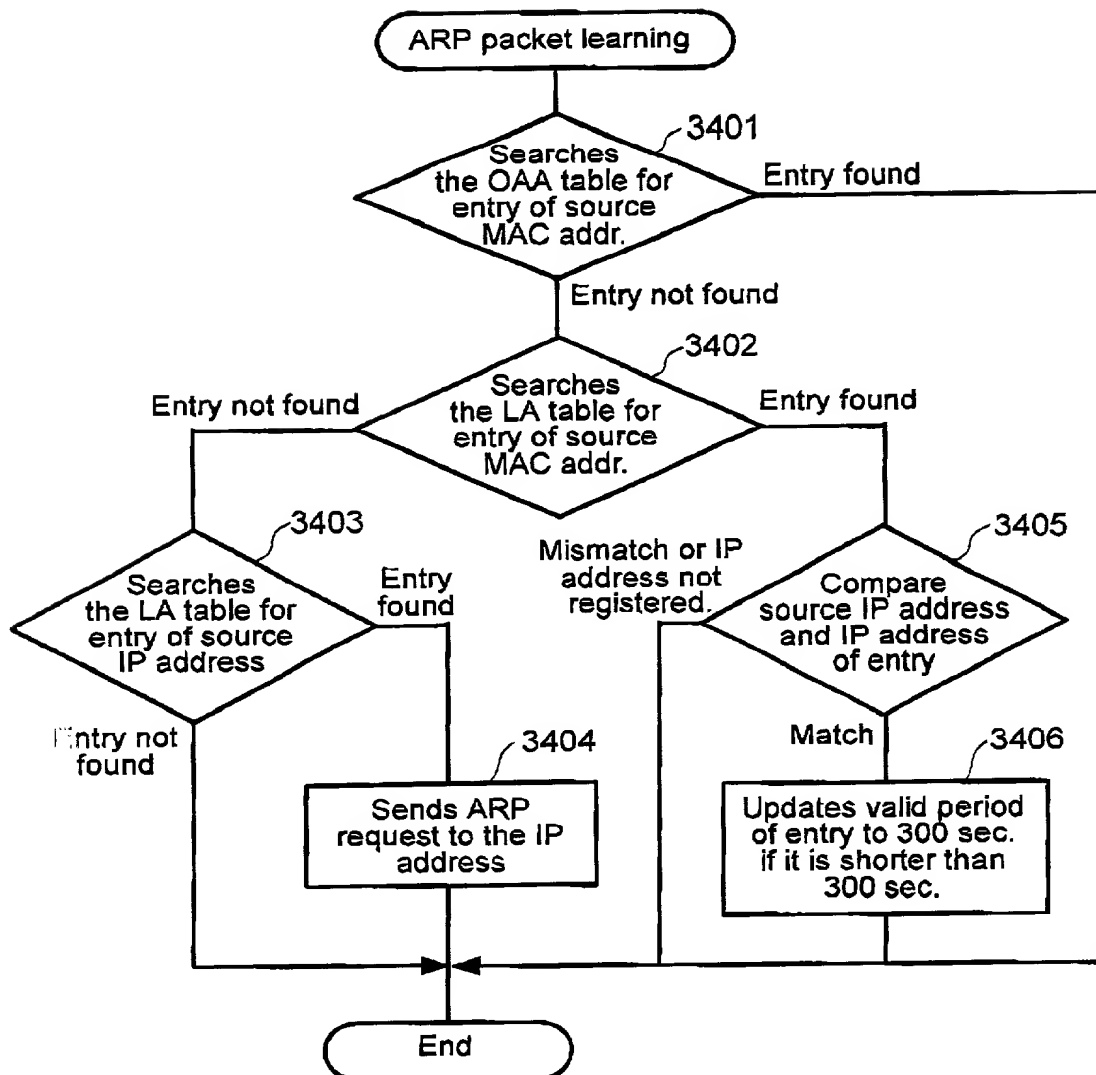 ARP packet learning
3401
Searches
the OAA table for
entry of source
MAC addr.
Entry found
Entry not found
3402
Searches
the LA table for
entry of source
MAC addr.
Entry not found
Entry found
3403
Searches
the LA table for
entry of source
IP address
Entry
found
Entry not
found
3404
Sends ARP
request to the IP
address
Mismatch or IP
address not
registered.
3405
Compare
source IP address
and IP address
of entry
Match
3406
Updates valid period
of entry to 300 sec.
if it is shorter than
300 sec.
End